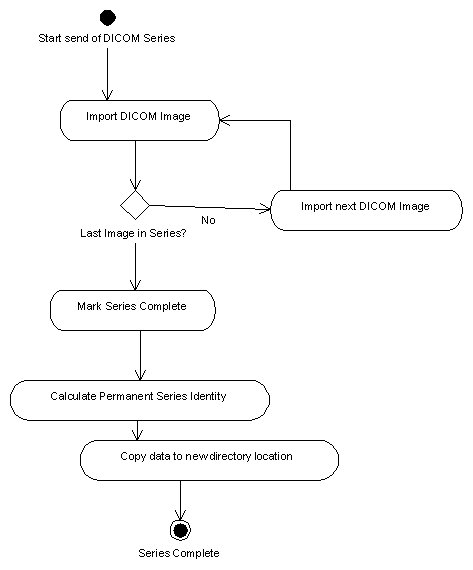 Start send of DICOM Series
Import DICOM Image
Import next DICOM Image
No
Last Image in Series?
Mark Series Complete
Calculate Permanent Series Identity
Copy data to new directory location
Series Complete